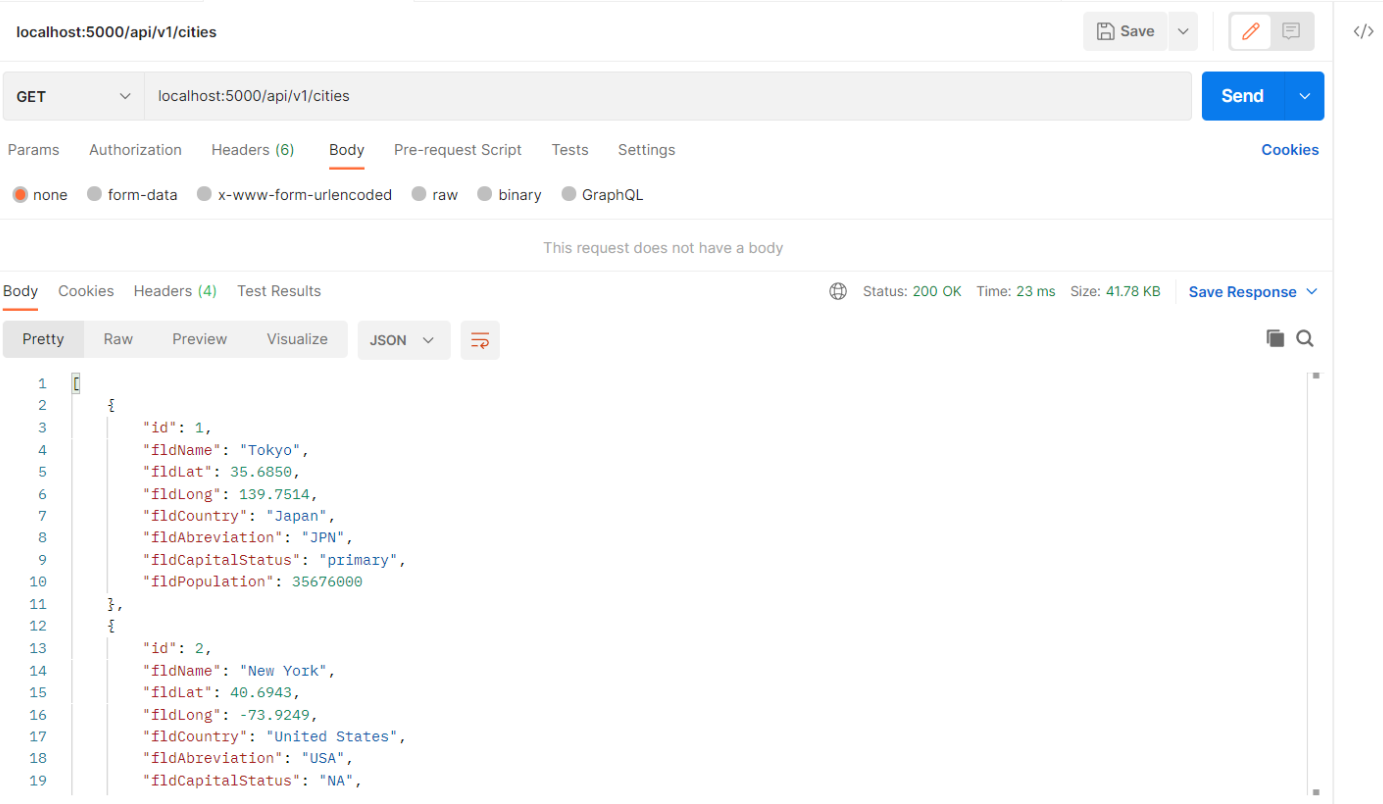 localhost:5000/api/v1/cities Save </>
GET localhost:5000/api/v1/cities Send
Params Authorization Headers (6) Body Pre-request Script Tests Settings Cookies
none form-data x-www-form-urlencoded raw binary GraphQL
This request does not have a body
Body Cookies Headers (4) Test Results Status: 200 OK Time: 23 ms Size: 41.78 KB Save Response
Pretty Raw Preview Visualize JSON
1 [
2 {
3 "id": 1,
4 "fldName": "Tokyo",
5 "fldLat": 35.6850,
6 "fldLong": 139.7514,
7 "fldCountry": "Japan",
8 "fldAbreviation": "JPN",
9 "fldCapitalStatus": "primary",
10 "fldPopulation": 35676000
11 },
12 {
13 "id": 2,
14 "fldName": "New York",
15 "fldLat": 40.6943,
16 "fldLong": -73.9249,
17 "fldCountry": "United States",
18 "fldAbreviation": "USA",
19 "fldCapitalStatus": "NA",